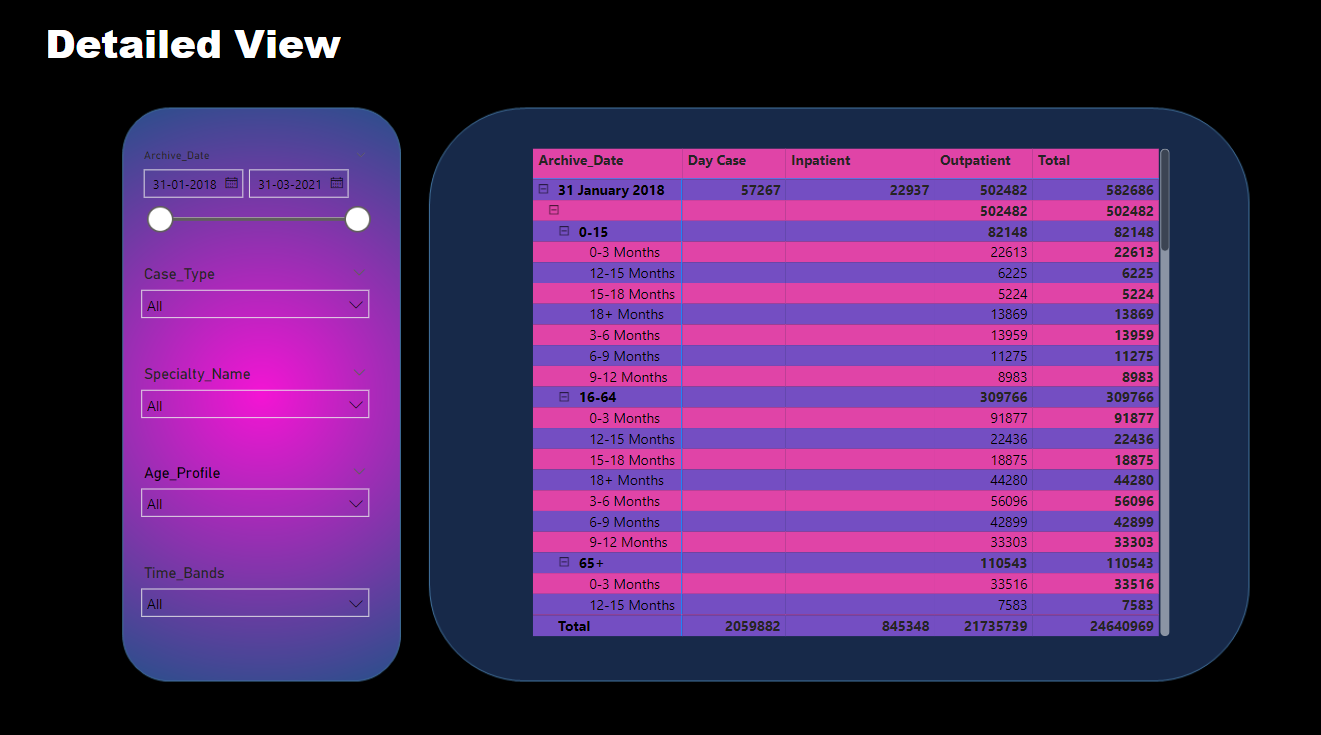 Detailed View
Archive_Date
31-01-2018 31-03-2021
Case_Type
All
Specialty_Name
All
Age_Profile
All
Time_Bands
All
Archive_Date Day Case Inpatient Outpatient Total
31 January 2018 57267 22937 502482 582686
502482 502482
0-15 82148 82148
0-3 Months 22613 22613
12-15 Months 6225 6225
15-18 Months 5224 5224
18+ Months 13869 13869
3-6 Months 13959 13959
6-9 Months 11275 11275
9-12 Months 8983 8983
16-64 309766 309766
0-3 Months 91877 91877
12-15 Months 22436 22436
15-18 Months 18875 18875
18+ Months 44280 44280
3-6 Months 56096 56096
6-9 Months 42899 42899
9-12 Months 33303 33303
65+ 110543 110543
0-3 Months 33516 33516
12-15 Months 7583 7583
Total 2059882 845348 21735739 24640969